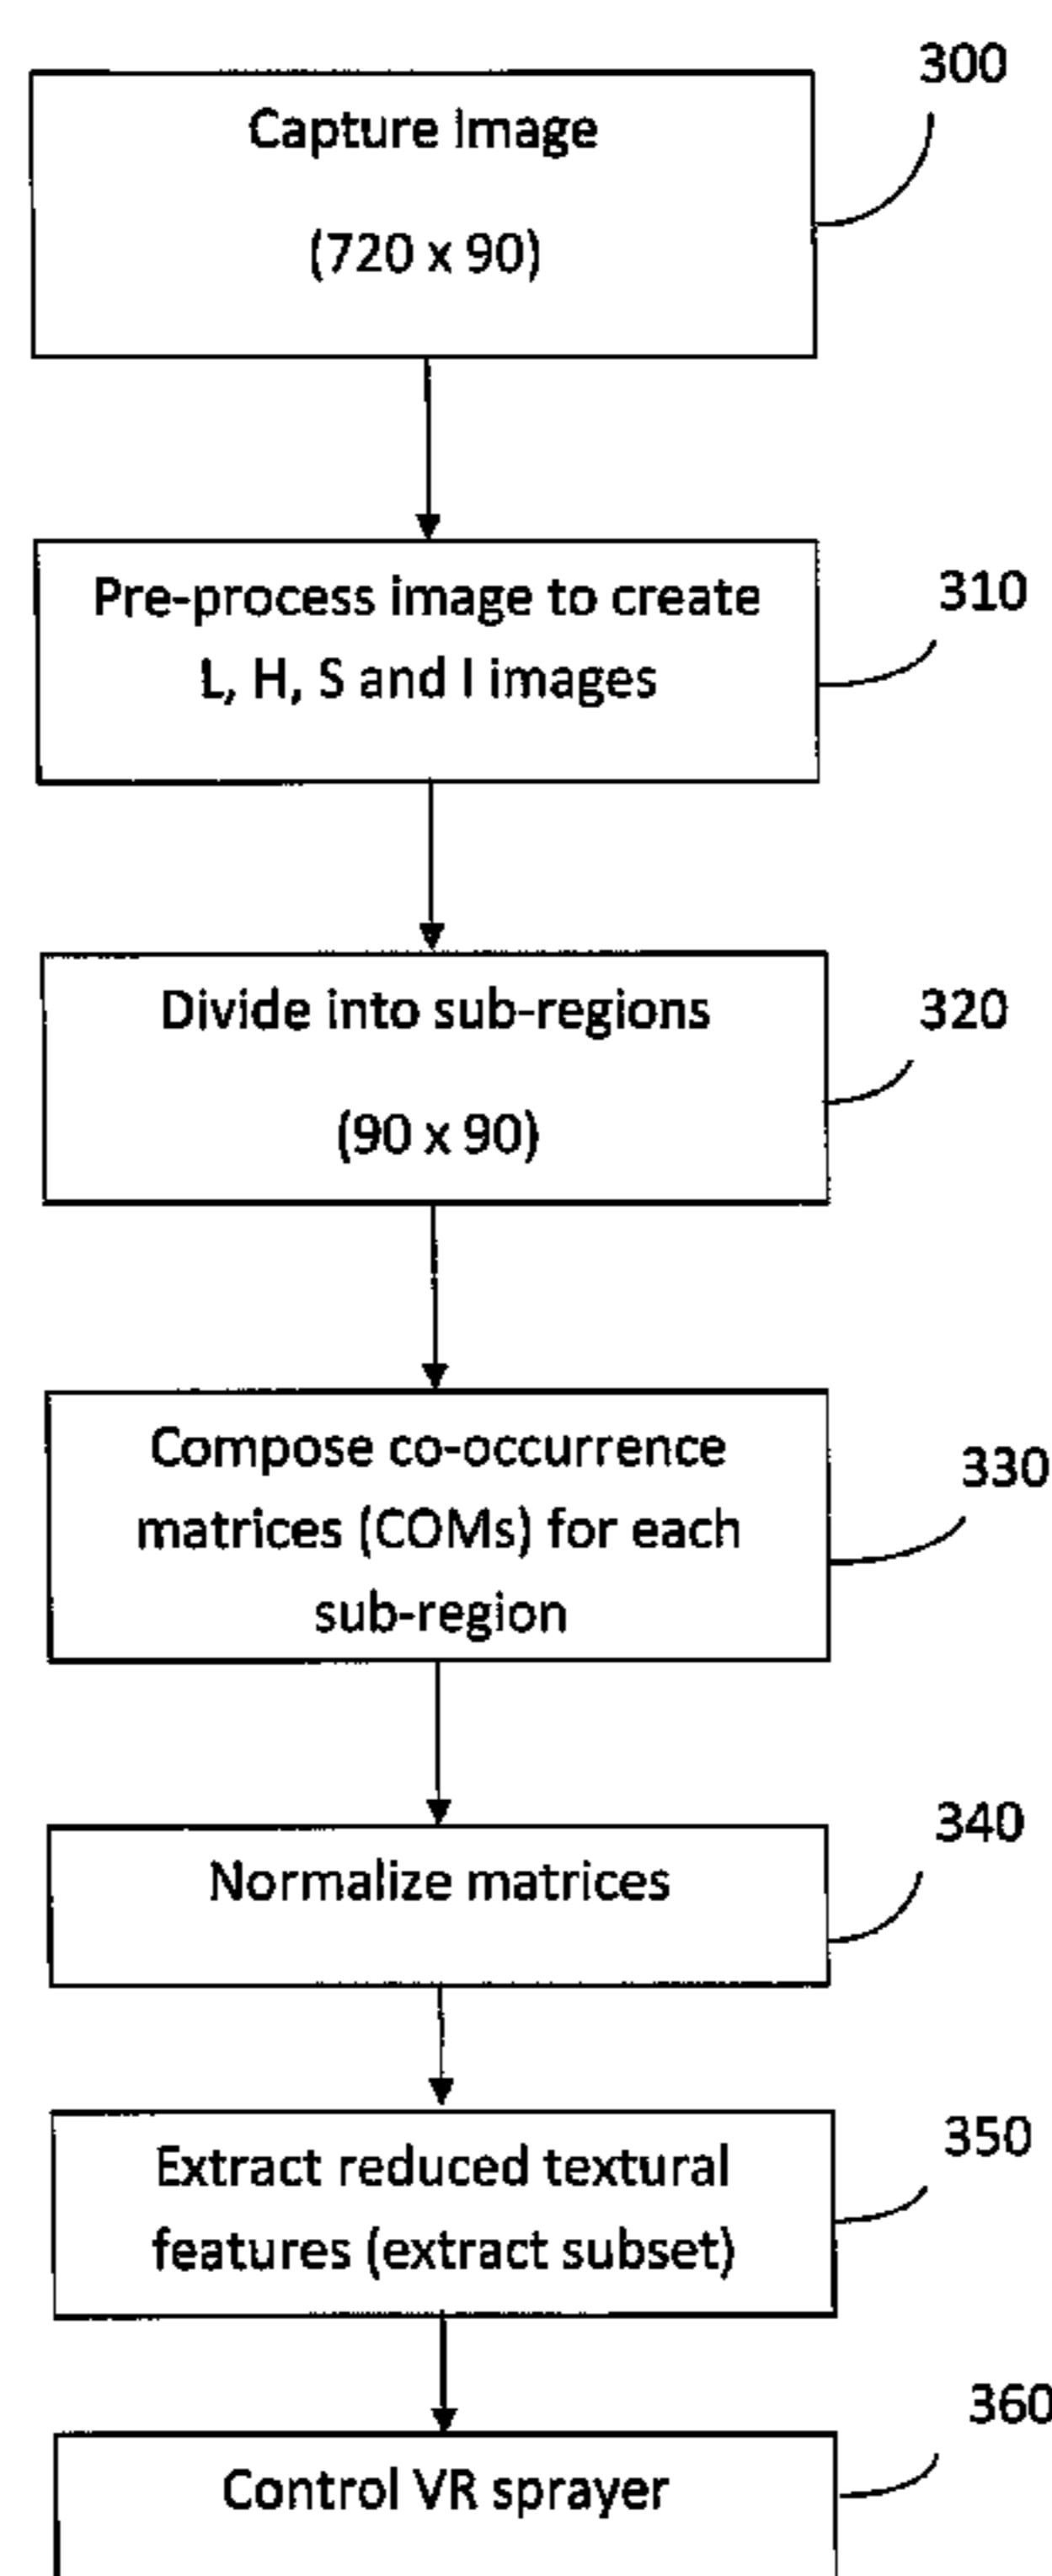 300
Capture Image
(720 x 90)
310
Pre-process image to create
L, H, S and I images
320
Divide into sub-regions
(90 x 90)
330
Compose co-occurrence
matrices (COMs) for each
sub-region
340
Normalize matrices
350
Extract reduced textural
features (extract subset)
360
Control VR sprayer